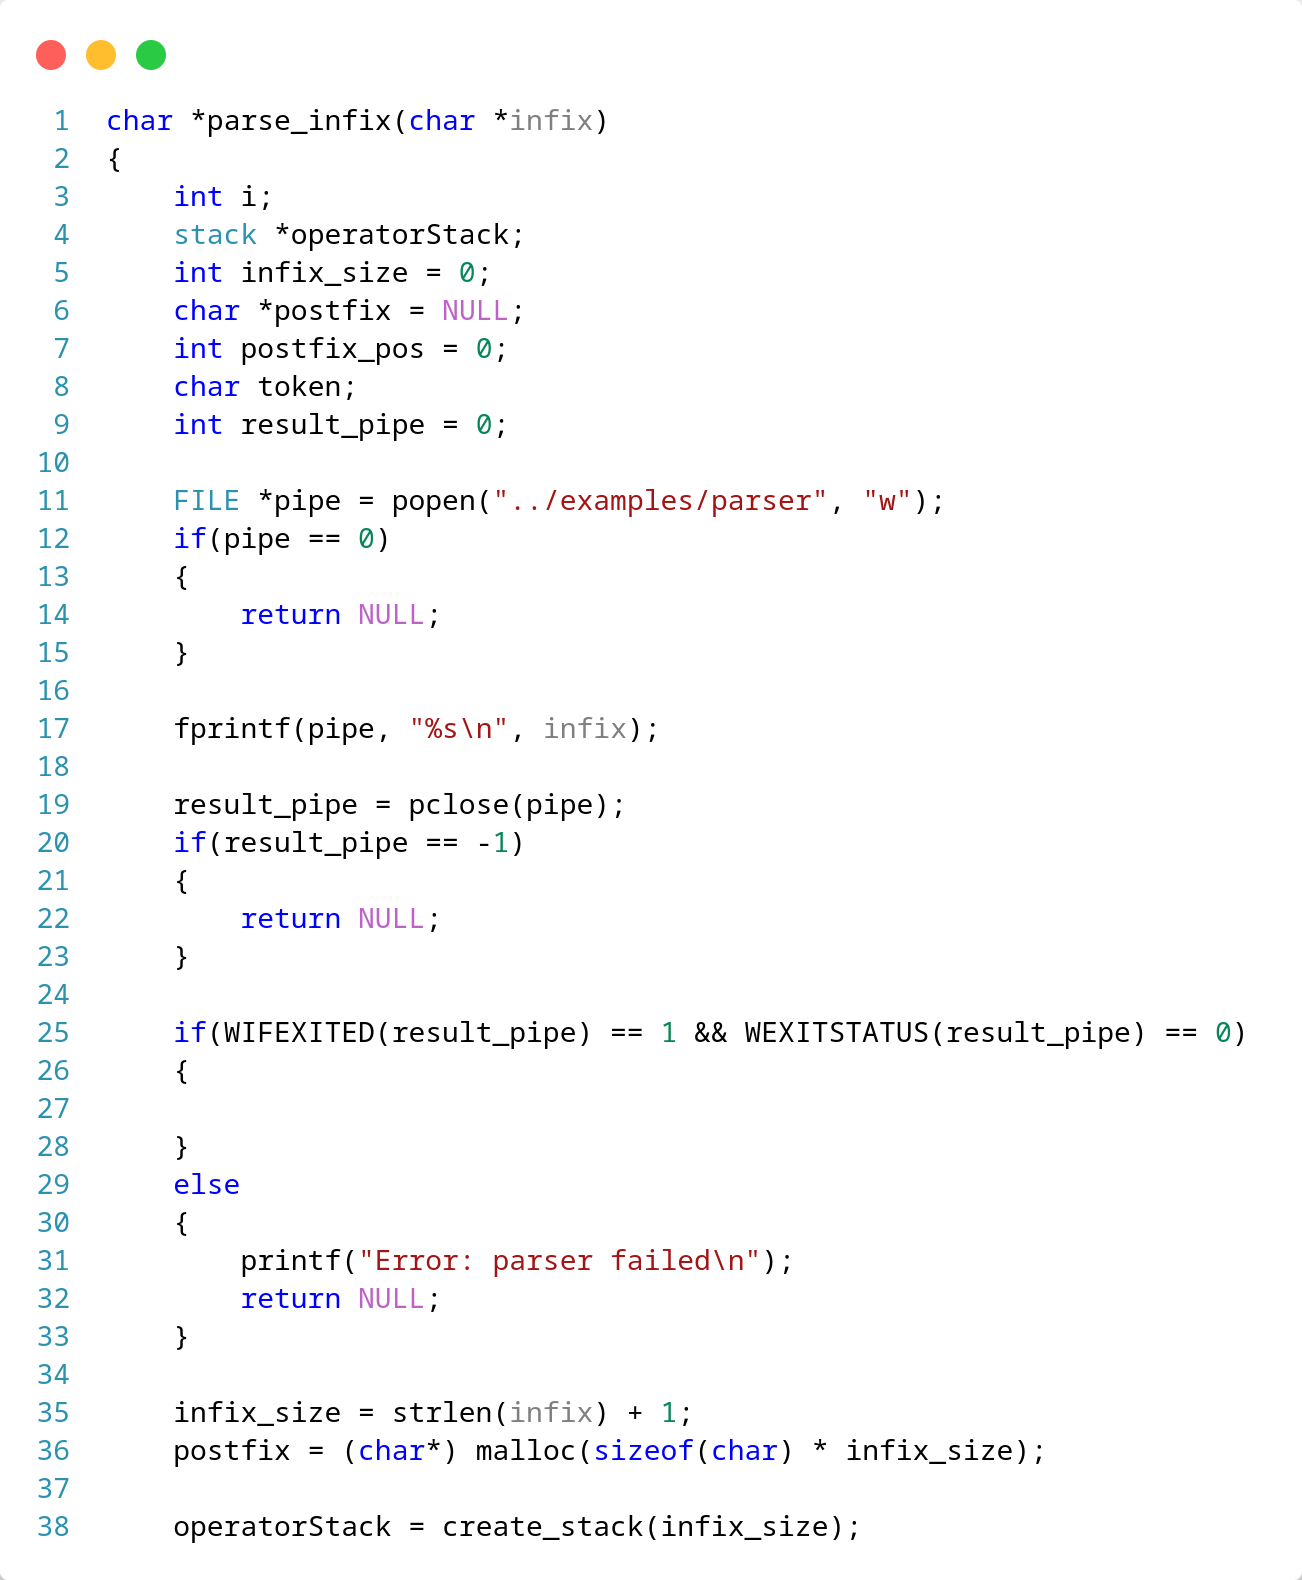 1 char *parse_infix(char *infix)
2 {
3     int i;
4     stack *operatorStack;
5     int infix_size = 0;
6     char *postfix = NULL;
7     int postfix_pos = 0;
8     char token;
9     int result_pipe = 0;
10
11     FILE *pipe = popen("../examples/parser", "w");
12     if(pipe == 0)
13     {
14         return NULL;
15     }
16
17     fprintf(pipe, "%s\n", infix);
18
19     result_pipe = pclose(pipe);
20     if(result_pipe == -1)
21     {
22         return NULL;
23     }
24
25     if(WIFEXITED(result_pipe) == 1 && WEXITSTATUS(result_pipe) == 0)
26     {
27
28     }
29     else
30     {
31         printf("Error: parser failed\n");
32         return NULL;
33     }
34
35     infix_size = strlen(infix) + 1;
36     postfix = (char*) malloc(sizeof(char) * infix_size);
37
38     operatorStack = create_stack(infix_size);